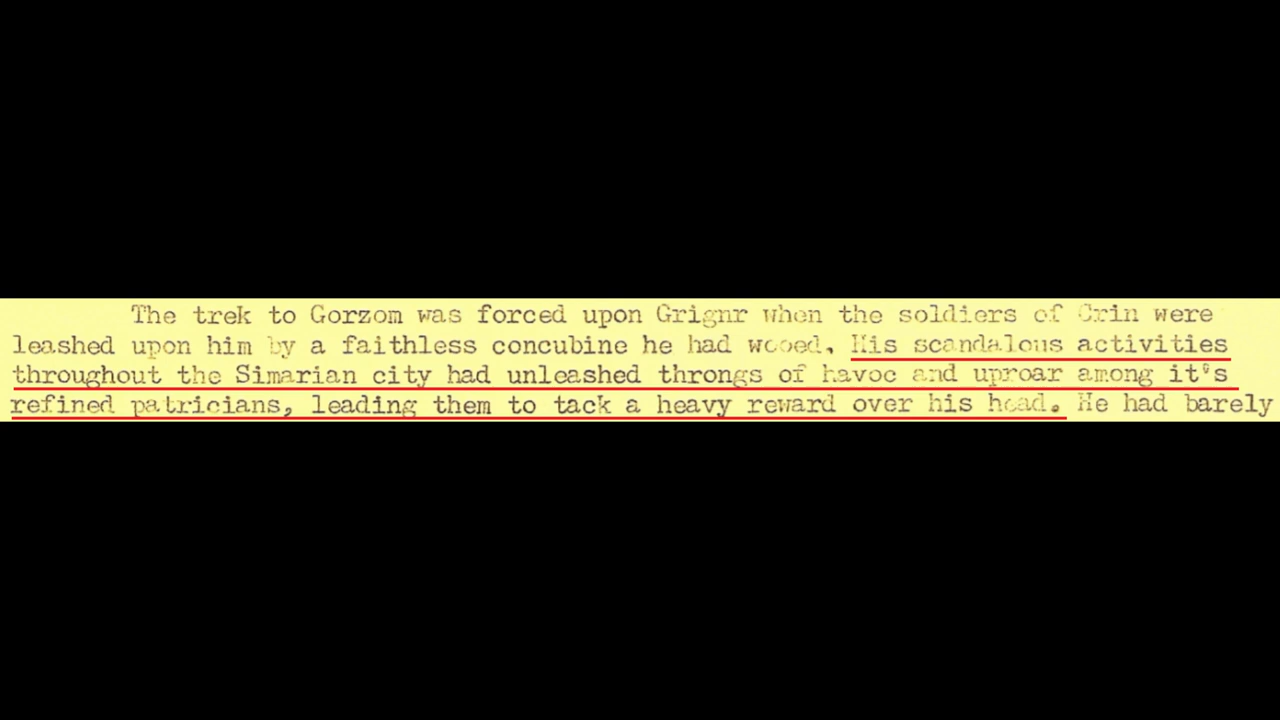 The trek to Gorzom was forced upon Grignr when the soldiers of Crin were
leashed upon him by a faithless concubine he had wooed. His scandalous activities
throughout the Simarian city had unleashed throngs of havoc and uproar among it's
refined patricians, leading them to tack a heavy reward over his head. He had barely